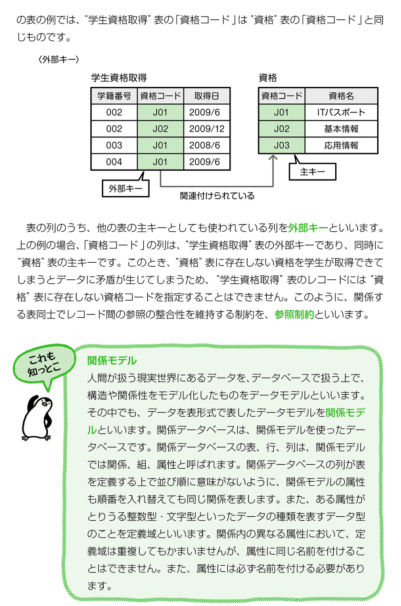 の表の例では、“学生資格取得” 表の「資格コード」は “資格” 表の「資格コード」と同
じものです。
〈外部キー〉
学生資格取得
学籍番号 資格コード 取得日
002 J01 2009/6
002 J02 2009/12
003 J01 2008/6
004 J01 2009/6
外部キー
資格
資格コード 資格名
J01 ITパスポート
J02 基本情報
J03 応用情報
主キー
関連付けられている
表の列のうち、他の表の主キーとしても使われている列を外部キーといいます。
上の例の場合、「資格コード」の列は、“学生資格取得” 表の外部キーであり、同時に
“資格” 表の主キーです。このとき、“資格” 表に存在しない資格を学生が取得できて
しまうとデータに矛盾が生じてしまうため、“学生資格取得” 表のレコードには “資
格” 表に存在しない資格コードを指定することはできません。このように、関係す
る表同士でレコード間の参照の整合性を維持する制約を、参照制約といいます。
これも
知っとこ
関係モデル
人間が扱う現実世界にあるデータを、データベースで扱う上で、
構造や関係性をモデル化したものをデータモデルといいます。
その中でも、データを表形式で表したデータモデルを関係モデ
ルといいます。関係データベースは、関係モデルを使ったデー
タベースです。関係データベースの表、行、列は、関係モデル
では関係、組、属性と呼ばれます。関係データベースの列が表
を定義する上で並び順に意味がないように、関係モデルの属性
も順番を入れ替えても同じ関係を表します。また、ある属性が
とりうる整数型・文字型といったデータの種類を表すデータ型
のことを定義域といいます。関係内の異なる属性において、定
義域は重複してもかまいませんが、属性に同じ名前を付けるこ
とはできません。また、属性には必ず名前を付ける必要があり
ます。